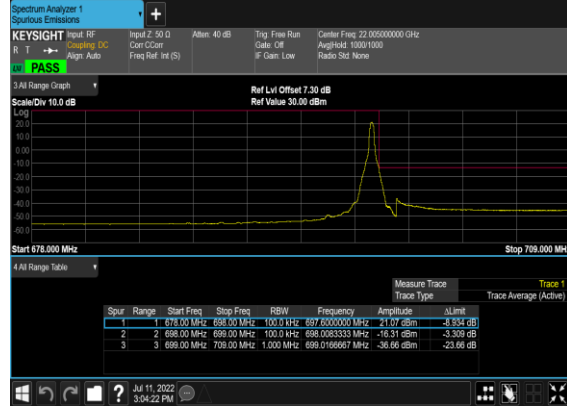 Spectrum Analyzer 1
Spurious Emissions
KEYSIGHT Input: RF Input Z: 50 Ω Atten: 40 dB Trig: Free Run Center Freq: 22.005000000 GHz
R T Coupling: DC Corr CCorr Gate: Off Avg|Hold: 1000/1000
Align: Auto Freq Ref: Int (S) IF Gain: Low Radio Std: None
LW PASS
3 All Range Graph Ref Lvl Offset 7.30 dB
Scale/Div 10.0 dB Ref Value 30.00 dBm
Log
20.0
10.0
0.00
-10.0
-20.0
-30.0
-40.0
-50.0
-60.0
Start 678.000 MHz Stop 709.000 MH
4 All Range Table
Measure Trace Trace 1
Trace Type Trace Average (Active)
Spur Range Start Freq Stop Freq RBW Frequency Amplitude ΔLimit
1 1 678.00 MHz 698.00 MHz 100.0 kHz 697.6000000 MHz 21.07 dBm -8.934 dB
2 2 698.00 MHz 699.00 MHz 100.0 kHz 698.0083333 MHz -16.31 dBm -3.309 dB
3 3 699.00 MHz 709.00 MHz 1.000 MHz 699.0166667 MHz -36.66 dBm -23.66 dB
? Jul 11, 2022
3:04:22 PM